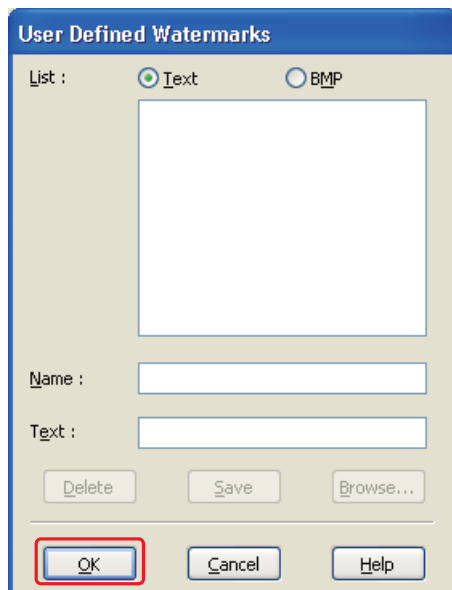 User Defined Watermarks
List : Text BMP
Name :
Text :
Delete Save Browse...
OK Cancel Help